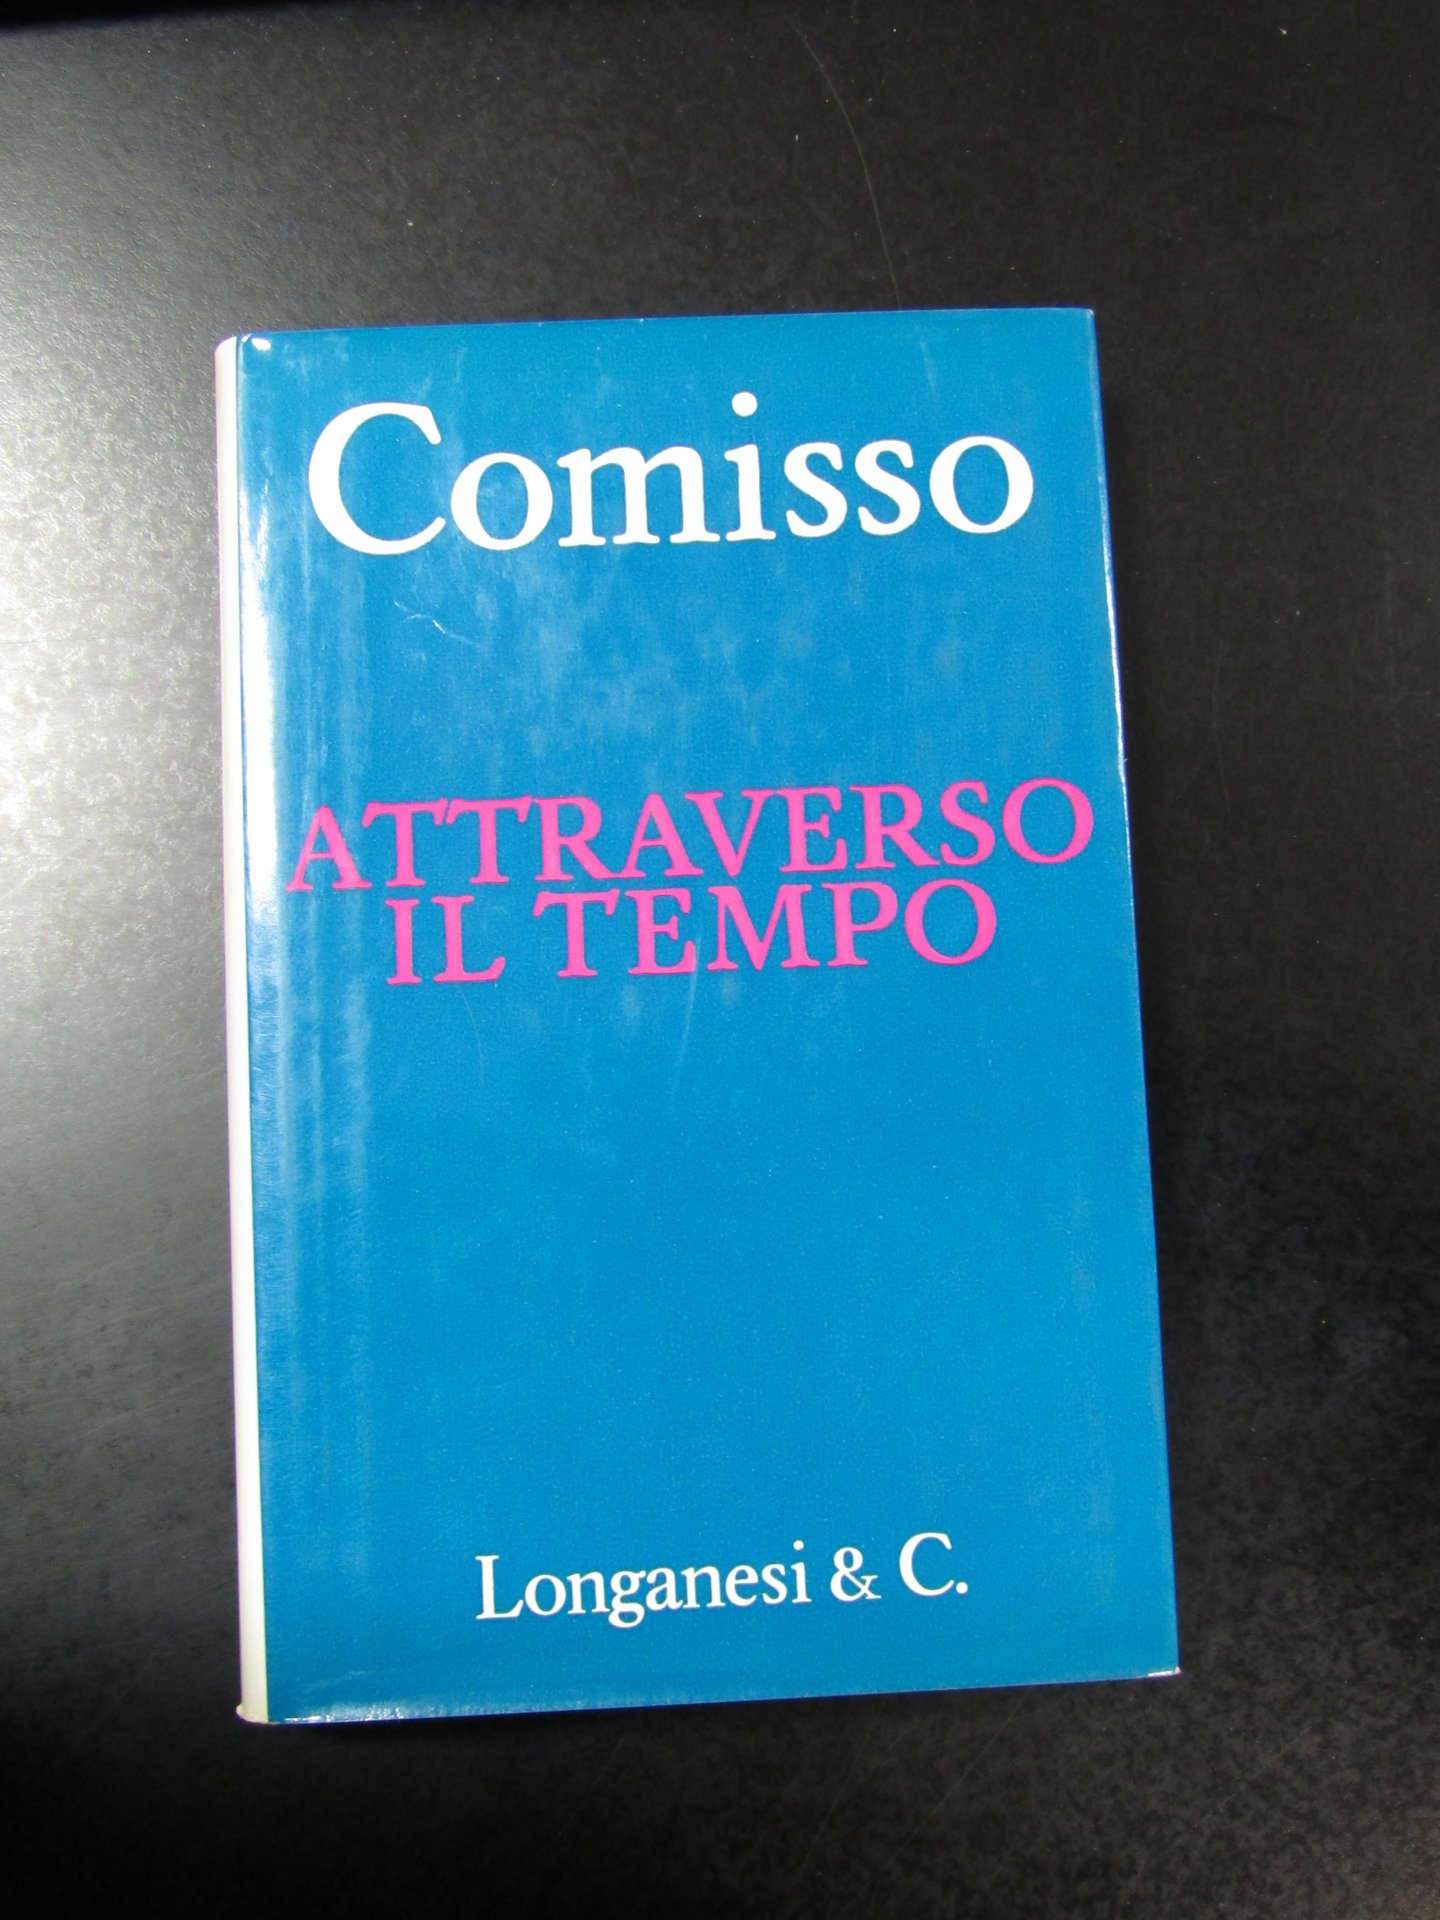 Comisso
ATTRAVERSO
IL TEMPO
Longanesi & C.